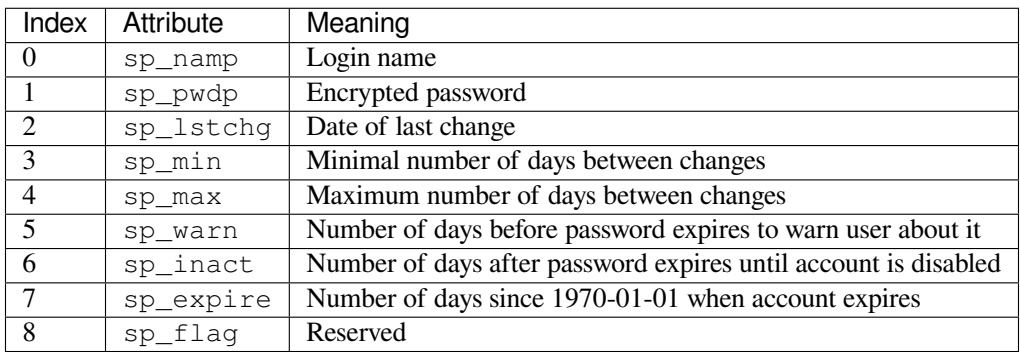 Index Attribute Meaning
0 sp_namp Login name
1 sp_pwdp Encrypted password
2 sp_lstchg Date of last change
3 sp_min Minimal number of days between changes
4 sp_max Maximum number of days between changes
5 sp_warn Number of days before password expires to warn user about it
6 sp_inact Number of days after password expires until account is disabled
7 sp_expire Number of days since 1970-01-01 when account expires
8 sp_flag Reserved